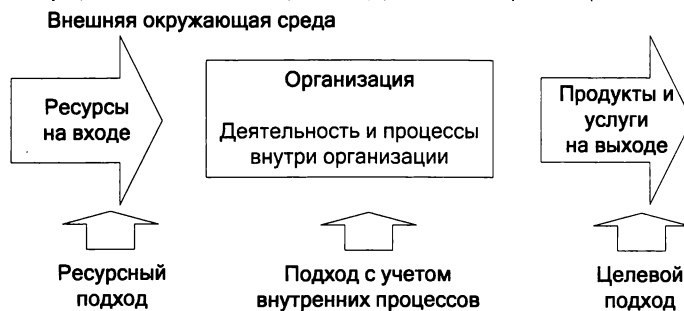 Внешняя окружающая среда
Ресурсы
на входе
Организация
Деятельность и процессы
внутри организации
Продукты и
услуги
на выходе
Ресурсный
подход
Подход с учетом
внутренних процессов
Целевой
подход